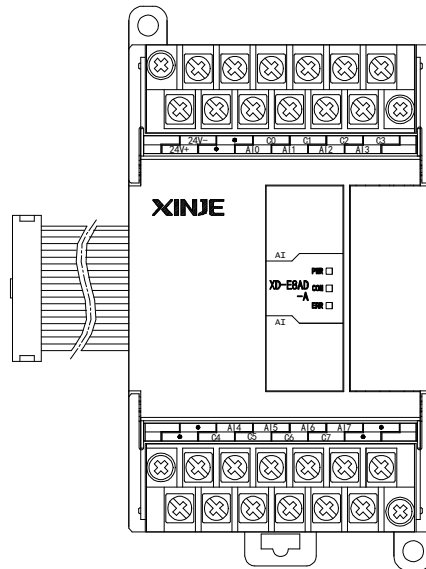 24V- • C0 C1 C2 C3
24V+ • AI0 AI1 AI2 AI3
XINJE
AI
PWR
XD-E8AD
-A
COM
ERR
AI
• AI4 AI5 AI6 AI7 •
• C4 C5 C6 C7 •